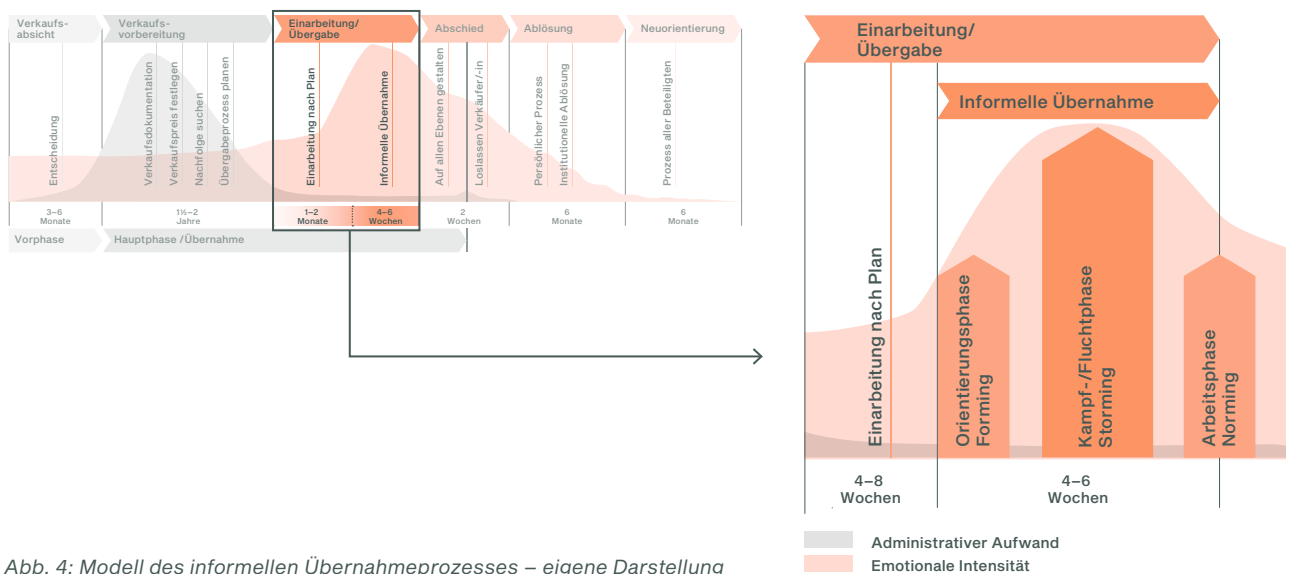 Verkaufs-
absicht
Verkaufs-
vorbereitung
Einarbeitung/
Übergabe
Abschied
Ablösung
Neuorientierung
Entscheidung
Verkaufsdokumentation
Verkaufspreis festlegen
Nachfolge suchen
Übergabeprozess planen
Einarbeitung nach Plan
Informelle Übernahme
Auf allen Ebenen gestalten
Loslassen Verkäufer/-in
Persönlicher Prozess
Institutionelle Ablösung
Prozess aller Beteiligten
3–6
Monate
1½–2
Jahre
1–2
Monate
4–6
Wochen
2
Wochen
6
Monate
6
Monate
Vorphase
Hauptphase /Übernahme
Einarbeitung/
Übergabe
Informelle Übernahme
Einarbeitung nach Plan
Orientierungsphase
Forming
Kampf-/Fluchtphase
Storming
Arbeitsphase
Norming
4–8
Wochen
4–6
Wochen
Administrativer Aufwand
Emotionale Intensität
Abb. 4: Modell des informellen Übernahmeprozesses – eigene Darstellung